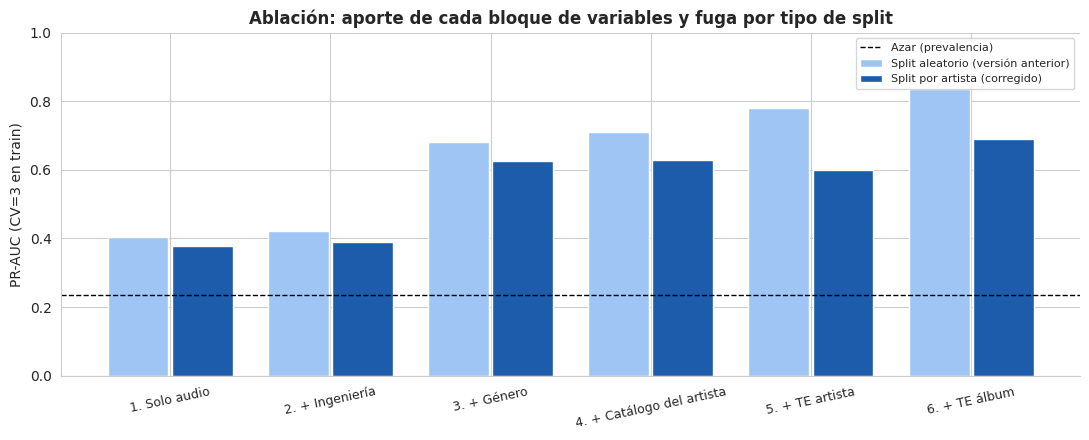 Ablación: aporte de cada bloque de variables y fuga por tipo de split
PR-AUC (CV=3 en train)
1.0
0.8
0.6
0.4
0.2
0.0
Azar (prevalencia)
Split aleatorio (versión anterior)
Split por artista (corregido)
1. Solo audio
2. + Ingeniería
3. + Género
4. + Catálogo del artista
5. + TE artista
6. + TE álbum